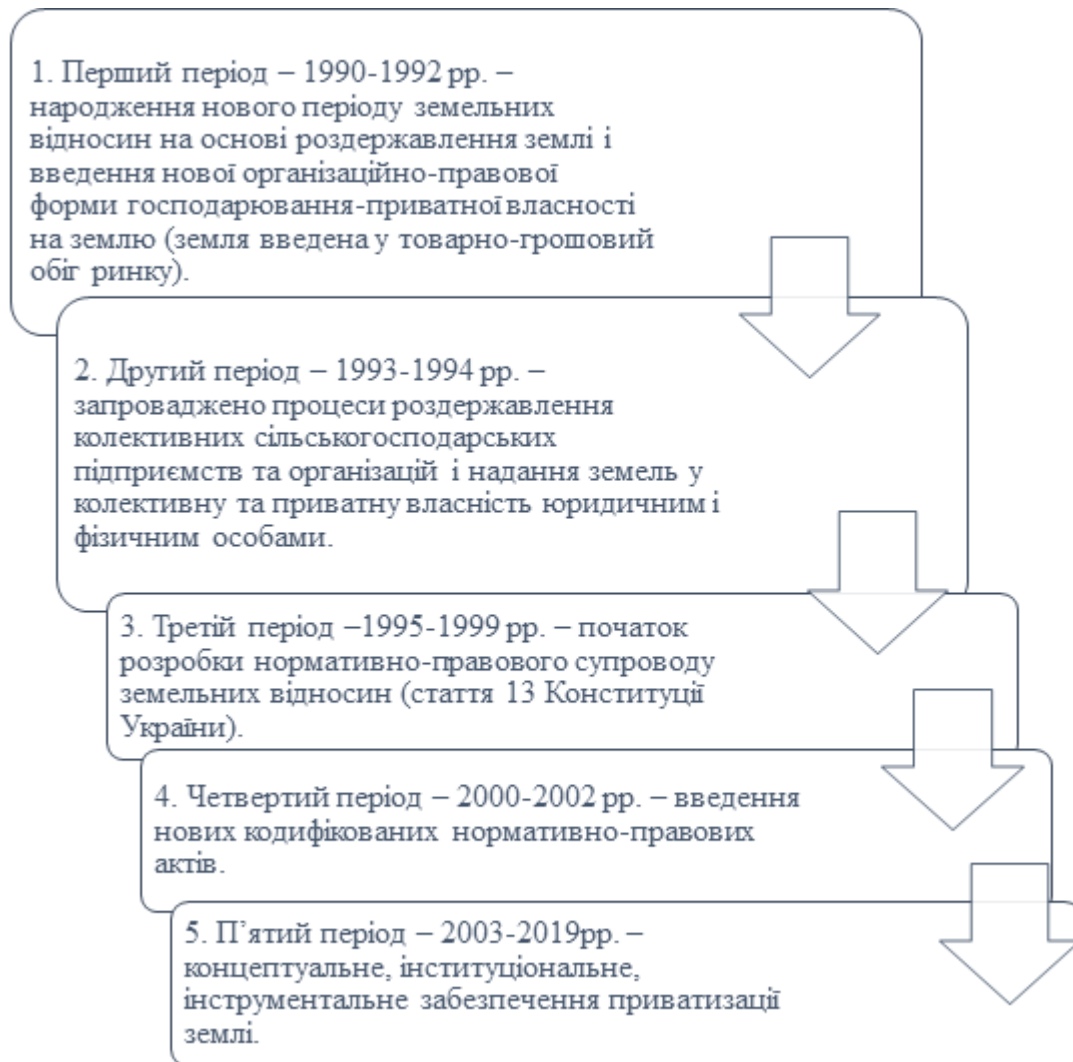 1. Перший період – 1990-1992 рр. –
народження нового періоду земельних
відносин на основі роздержавлення землі і
введення нової організаційно-правової
форми господарювання-приватної власності
на землю (земля введена у товарно-грошовий
обіг ринку).
2. Другий період – 1993-1994 рр. –
запроваджено процеси роздержавлення
колективних сільськогосподарських
підприємств та організацій і надання земель у
колективну та приватну власність юридичним і
фізичним особами.
3. Третій період –1995-1999 рр. – початок
розробки нормативно-правового супроводу
земельних відносин (стаття 13 Конституції
України).
4. Четвертий період – 2000-2002 рр. – введення
нових кодифікованих нормативно-правових
актів.
5. П’ятий період – 2003-2019рр. –
концептуальне, інституціональне,
інструментальне забезпечення приватизації
землі.